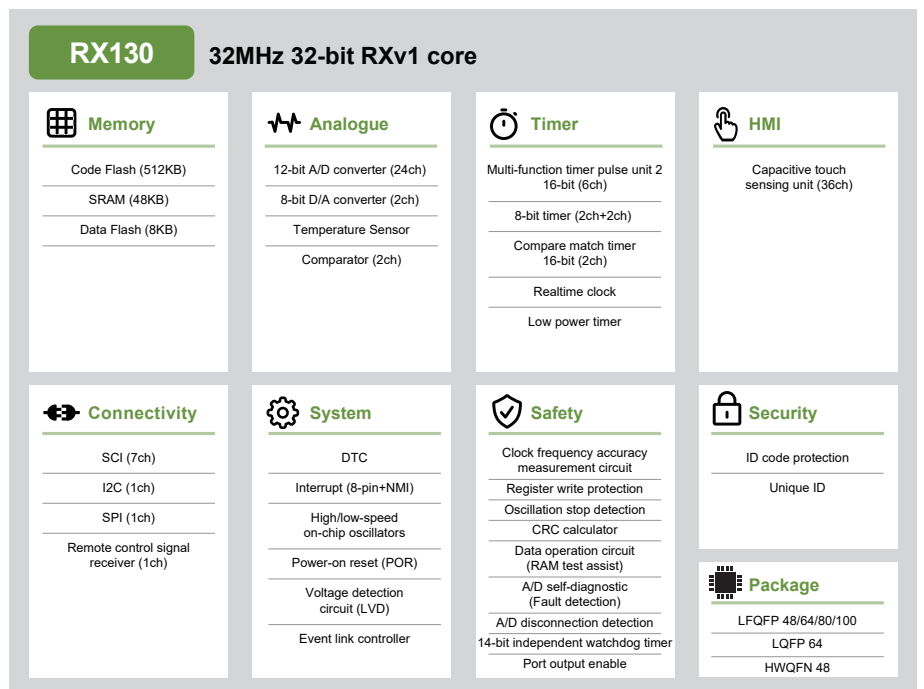 RX130
32MHz 32-bit RXv1 core
Memory
Code Flash (512KB)
SRAM (48KB)
Data Flash (8KB)
Analogue
12-bit A/D converter (24ch)
8-bit D/A converter (2ch)
Temperature Sensor
Comparator (2ch)
Timer
Multi-function timer pulse unit 2
16-bit (6ch)
8-bit timer (2ch+2ch)
Compare match timer
16-bit (2ch)
Realtime clock
Low power timer
HMI
Capacitive touch
sensing unit (36ch)
Connectivity
SCI (7ch)
I2C (1ch)
SPI (1ch)
Remote control signal
receiver (1ch)
System
DTC
Interrupt (8-pin+NMI)
High/low-speed
on-chip oscillators
Power-on reset (POR)
Voltage detection
circuit (LVD)
Event link controller
Safety
Clock frequency accuracy
measurement circuit
Register write protection
Oscillation stop detection
CRC calculator
Data operation circuit
(RAM test assist)
A/D self-diagnostic
(Fault detection)
A/D disconnection detection
14-bit independent watchdog timer
Port output enable
Security
ID code protection
Unique ID
Package
LFQFP 48/64/80/100
LQFP 64
HWQFN 48